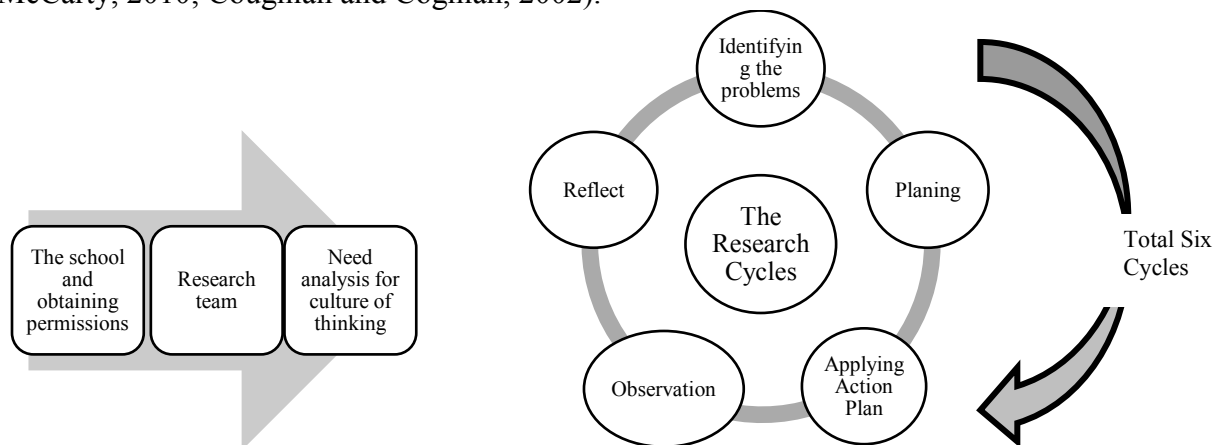 McCarty, 2010; Coughlan and Coghlan, 2002).
The school
and
obtaining
permissions
Research
team
Need
analysis for
culture of
thinking
Identifyin
g the
problems
Reflect
Planing
The
Research
Cycles
Total Six
Cycles
Observation
Applying
Action
Plan